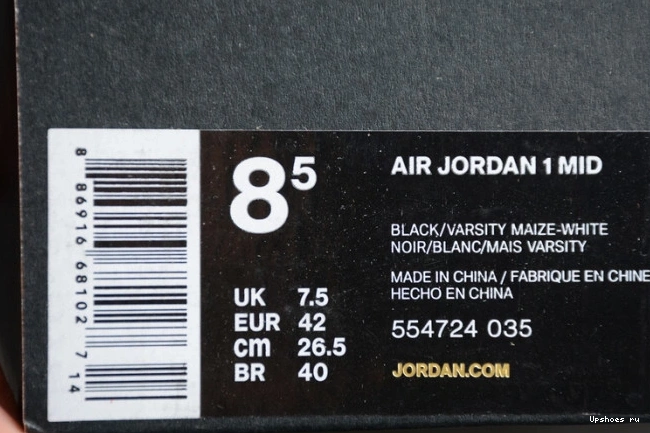 8 86916 68102 7 14
8⁵
UK 7.5
EUR 42
cm 26.5
BR 40
AIR JORDAN 1 MID
BLACK/VARSITY MAIZE-WHITE
NOIR/BLANC/MAIS VARSITY
MADE IN CHINA / FABRIQUE EN CHINE
HECHO EN CHINA
554724 035
JORDAN.COM
Upshoes ru